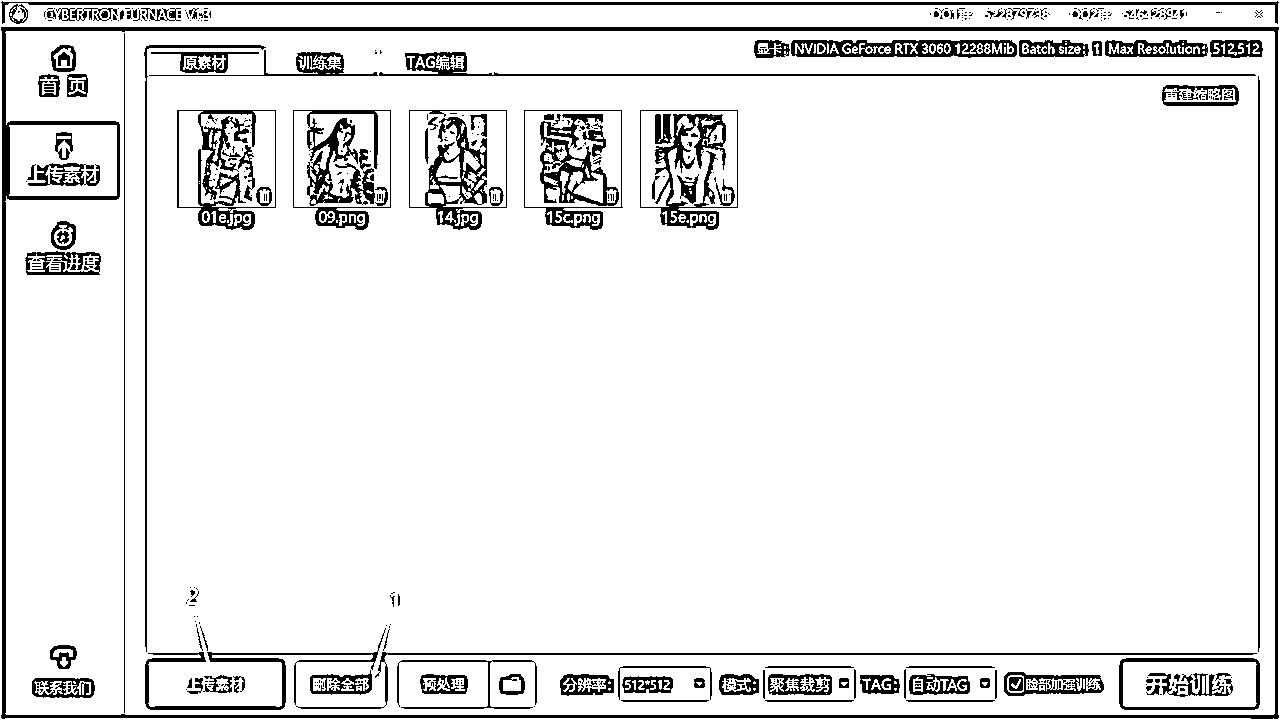 CYBERTRON FURNACE V1.3
QQ1群: 522879738 QQ2群: 546128941
首 页
上传素材
查看进度
联系我们
原素材 训练集 TAG编辑
显卡: NVIDIA GeForce RTX 3060 12288Mib Batch size: 1 Max Resolution: 512,512
重建缩略图
01e.jpg 09.png 14.jpg 15c.png 15e.png
2 1
上传素材 删除全部 预处理 分辨率: 512*512 模式: 聚焦裁剪 TAG: 自动TAG 脸部加强训练 开始训练